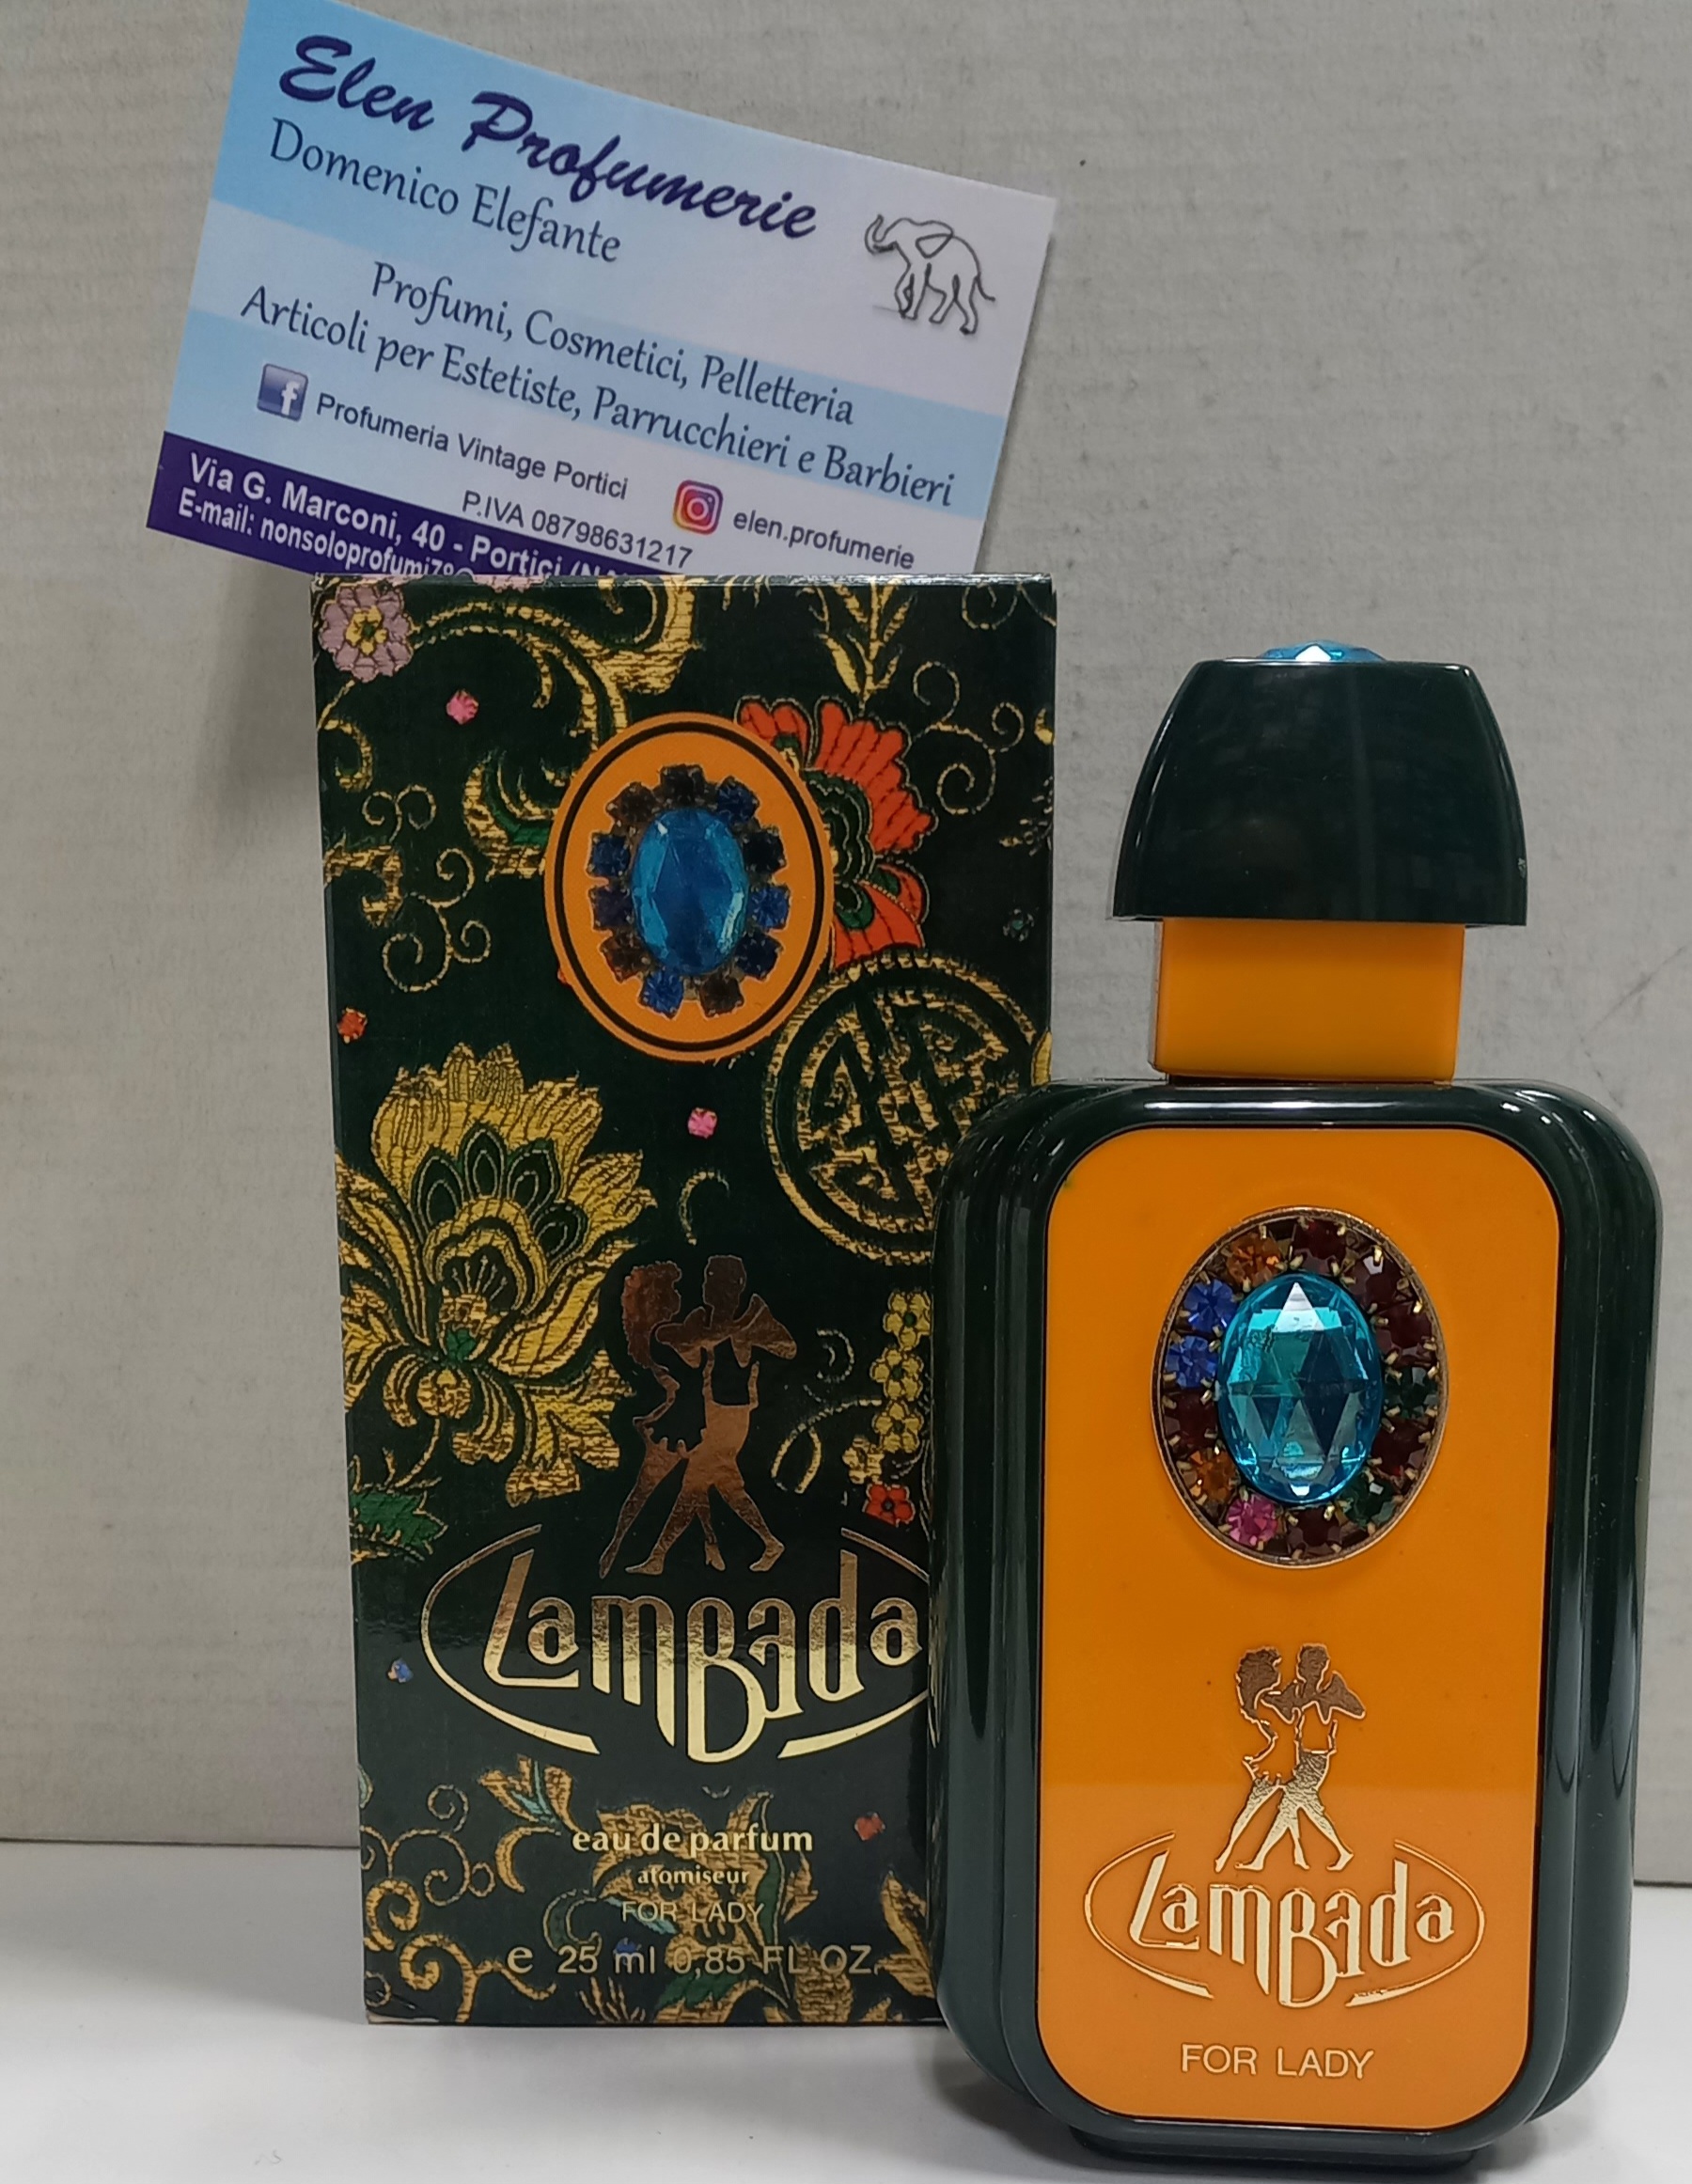 Elen Profumerie
Domenico Elefante
Profumi, Cosmetici, Pelletteria
Articoli per Estetiste, Parrucchieri e Barbieri
Profumeria Vintage Portici
elen.profumerie
P.IVA 08798631217
Via G. Marconi, 40 - Portici
E-mail:
Lambada
eau de parfum
atomiseur
FOR LADY
e 25 ml 0,85 FL OZ.
Lambada
FOR LADY